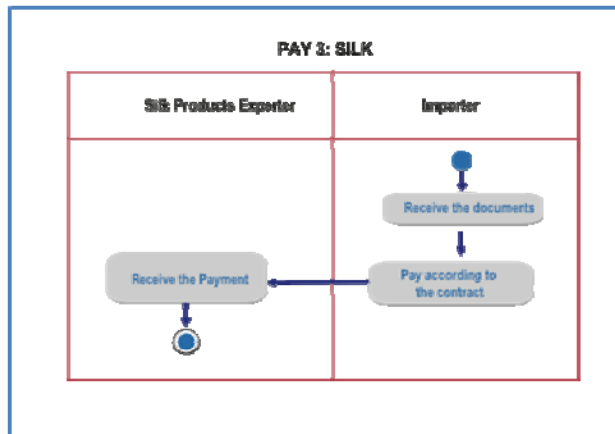 PAY 3: SILK
Silk Products Exporter
Importer
Receive the documents
Pay according to
the contract
Receive the Payment